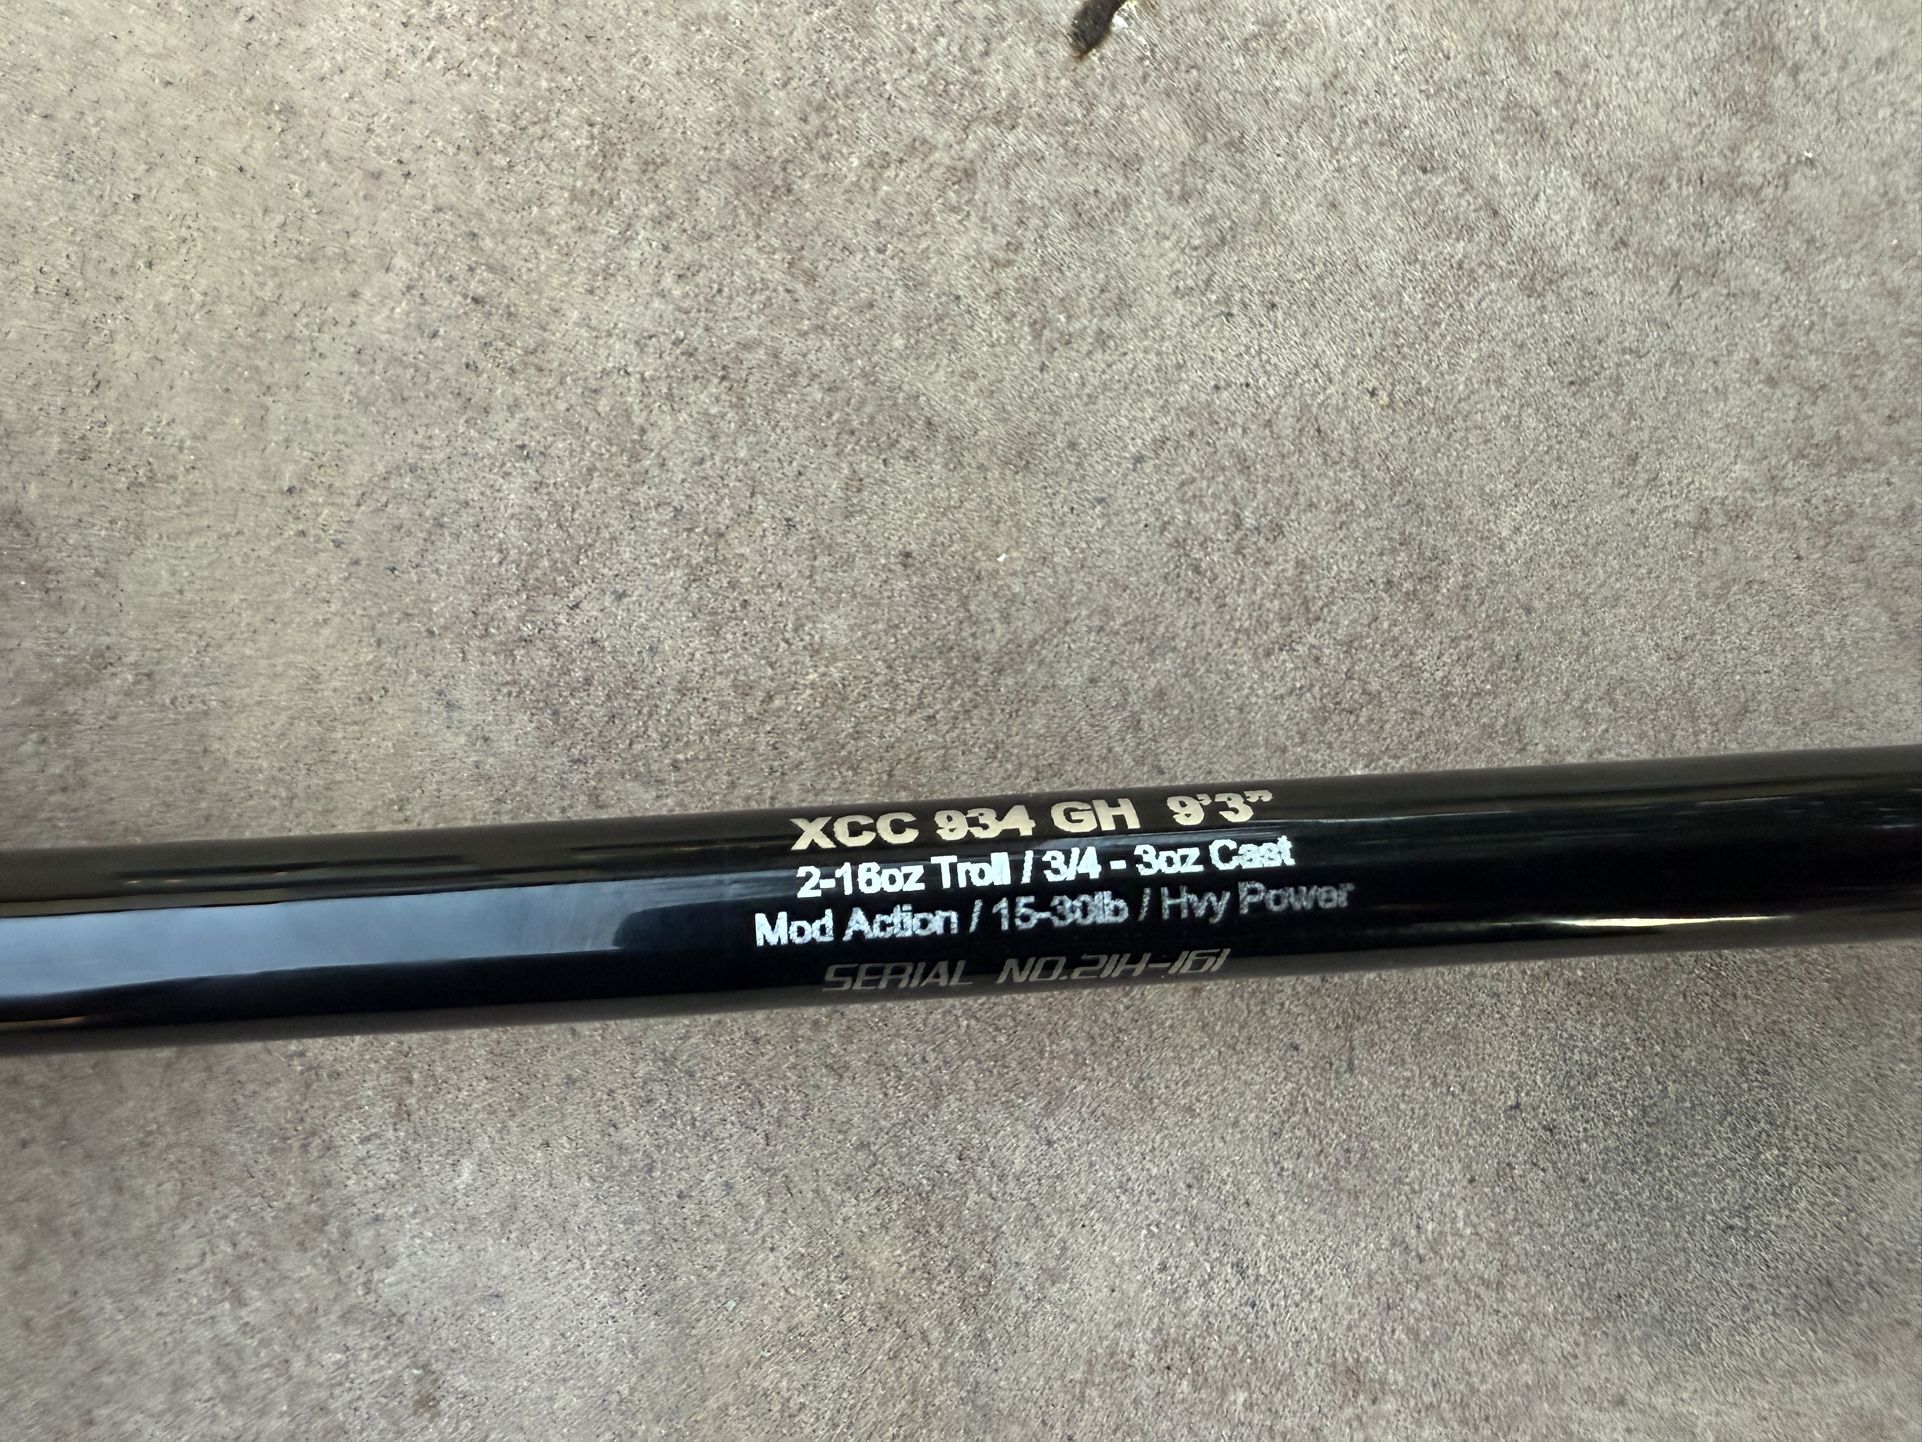 XCC 934 GH 9'3"
2-16oz Troll / 3/4 - 3oz Cast
Mod Action / 15-30lb / Hvy Power
SERIAL NO.21H-161